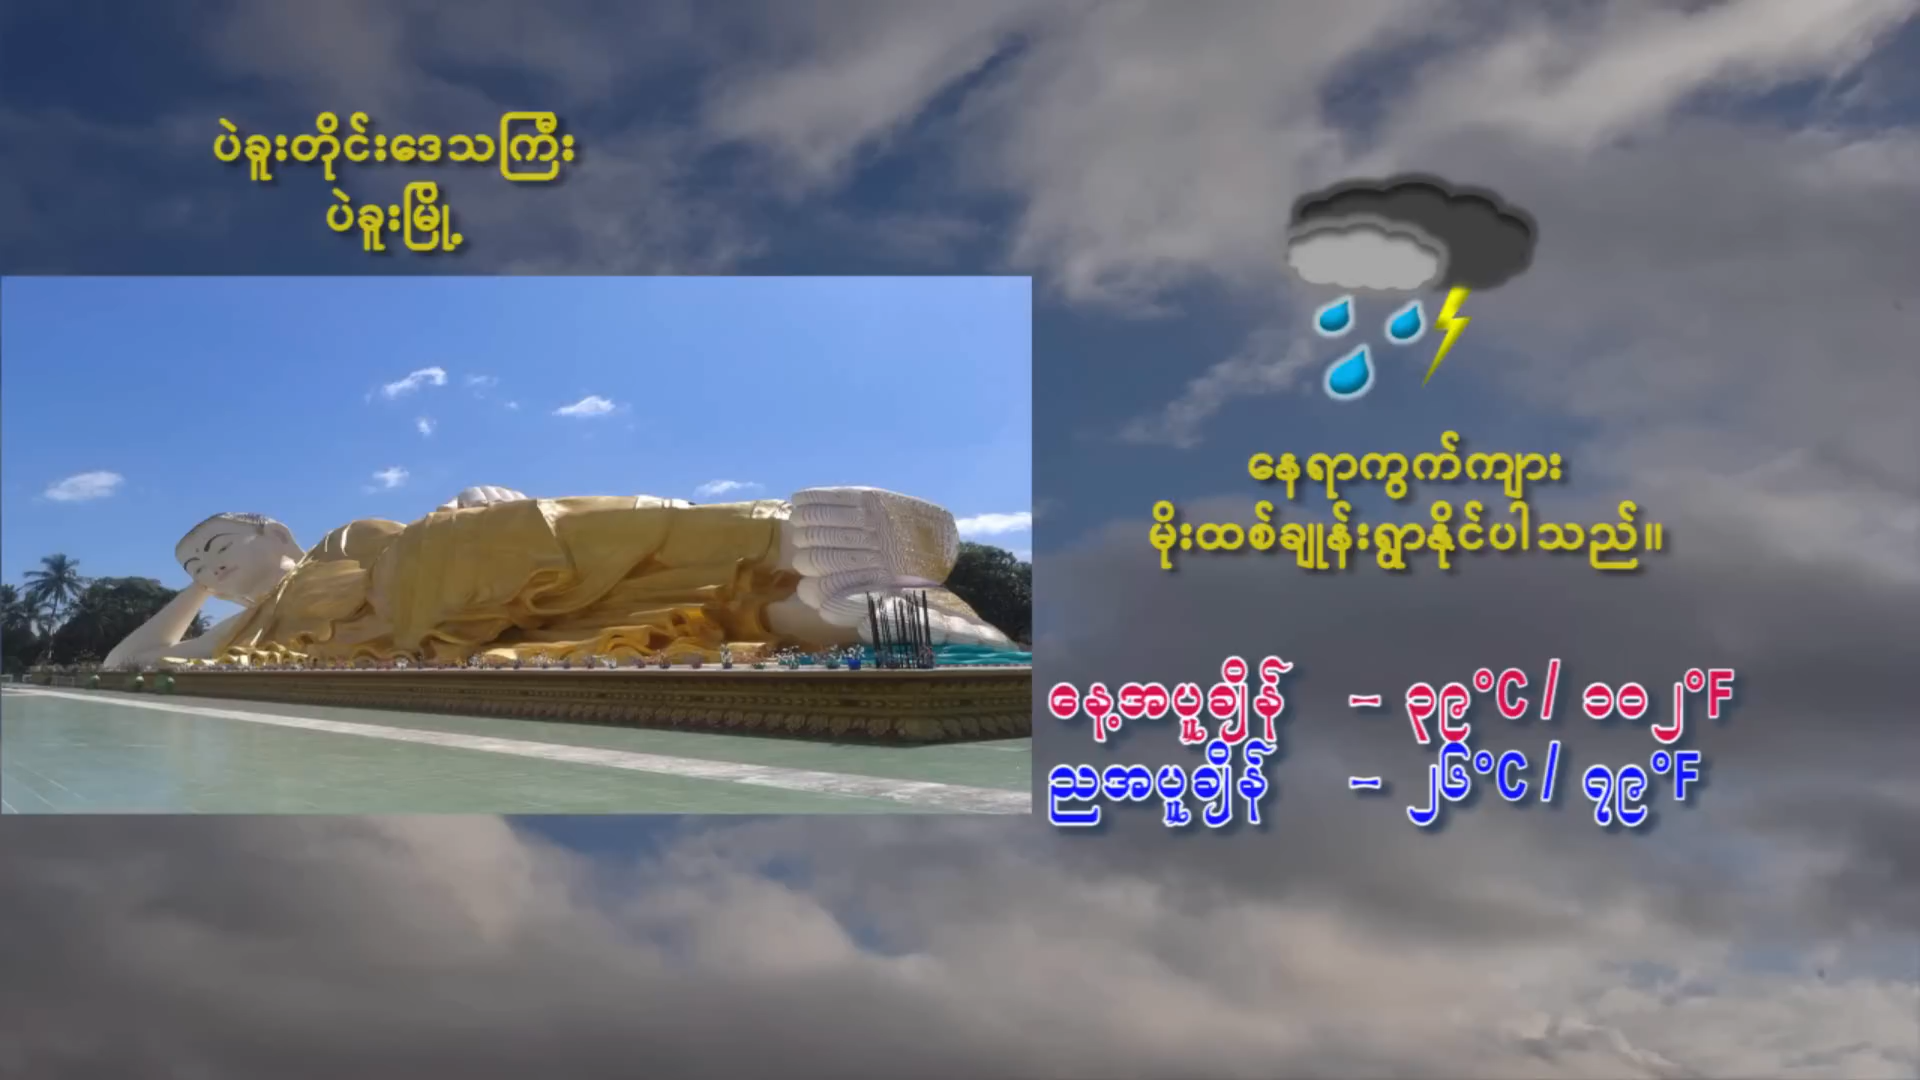 ပဲခူးတိုင်းဒေသကြီး
ပဲခူးမြို့
နေရာကွက်ကျား
မိုးထစ်ချုန်းရွာနိုင်ပါသည်။
နေ့အပူချိန် - ၃၉°C / ၁၀၂°F
ညအပူချိန် - ၂၆°C / ၇၉°F